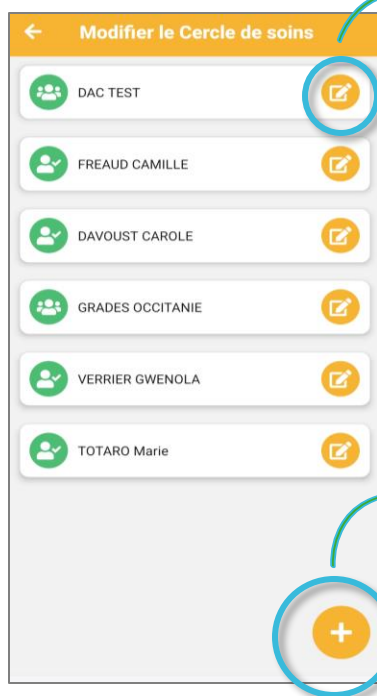 Modifier le Cercle de soins
DAC TEST
FREAUD CAMILLE
DAVOUST CAROLE
GRADES OCCITANIE
VERRIER GWENOLA
TOTARO Marie